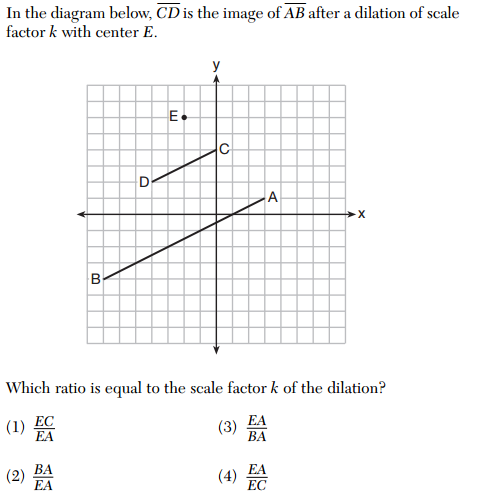 In the diagram below, CD is the image of AB after a dilation of scale
factor k with center E.
y
E
C
D
A
x
B
Which ratio is equal to the scale factor k of the dilation?
(1) EC/EA
(3) EA/BA
(2) BA/EA
(4) EA/EC